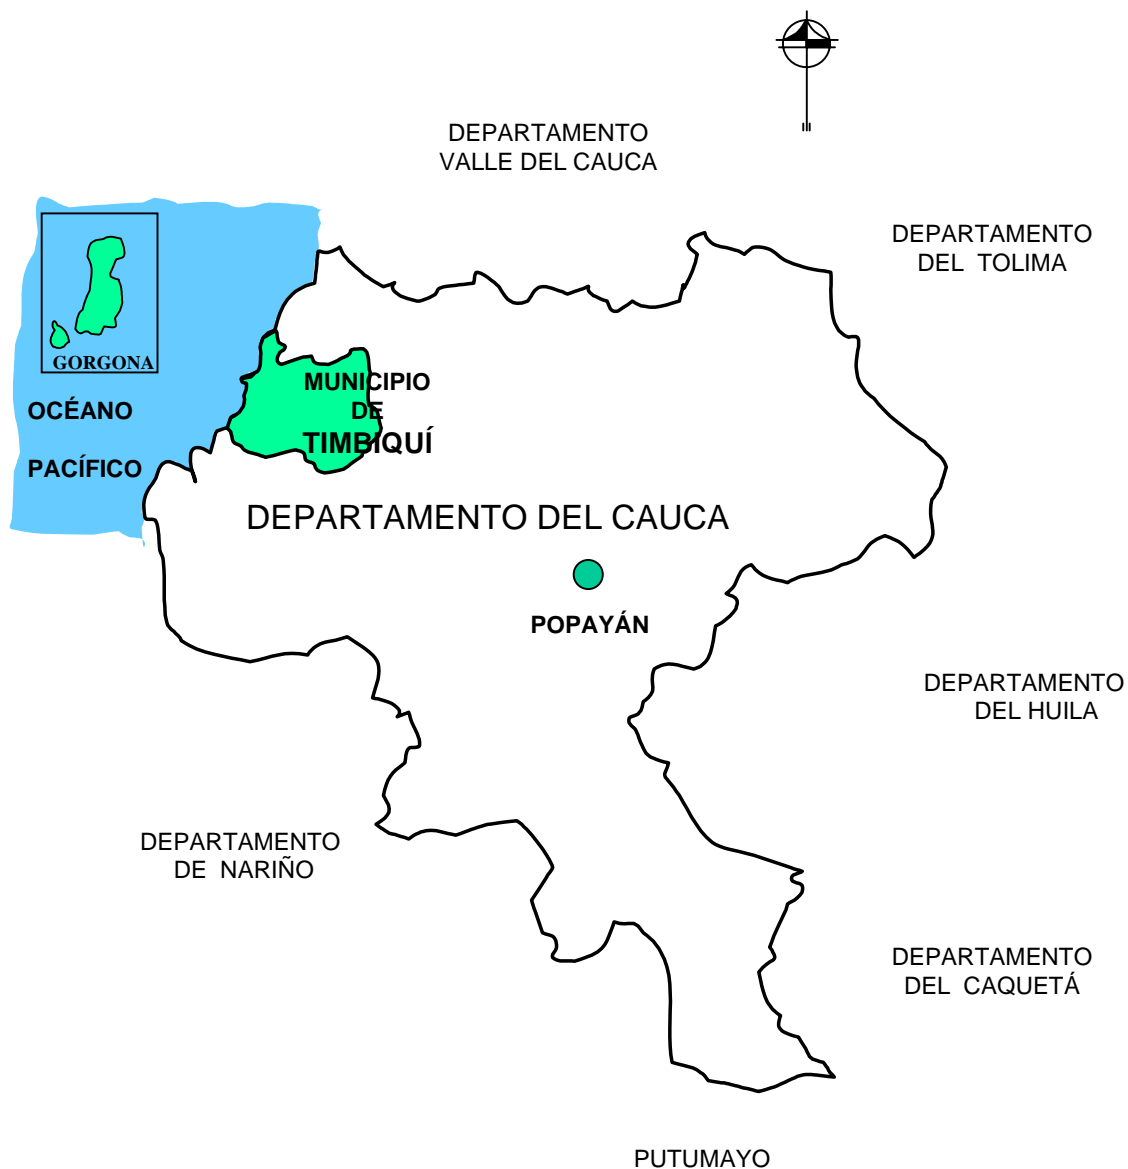 DEPARTAMENTO
VALLE DEL CAUCA
DEPARTAMENTO
DEL TOLIMA
GORGONA
OCÉANO
PACÍFICO
MUNICIPIO
DE
TIMBIQUÍ
DEPARTAMENTO DEL CAUCA
POPAYÁN
DEPARTAMENTO
DEL HUILA
DEPARTAMENTO
DE NARIÑO
DEPARTAMENTO
DEL CAQUETÁ
PUTUMAYO